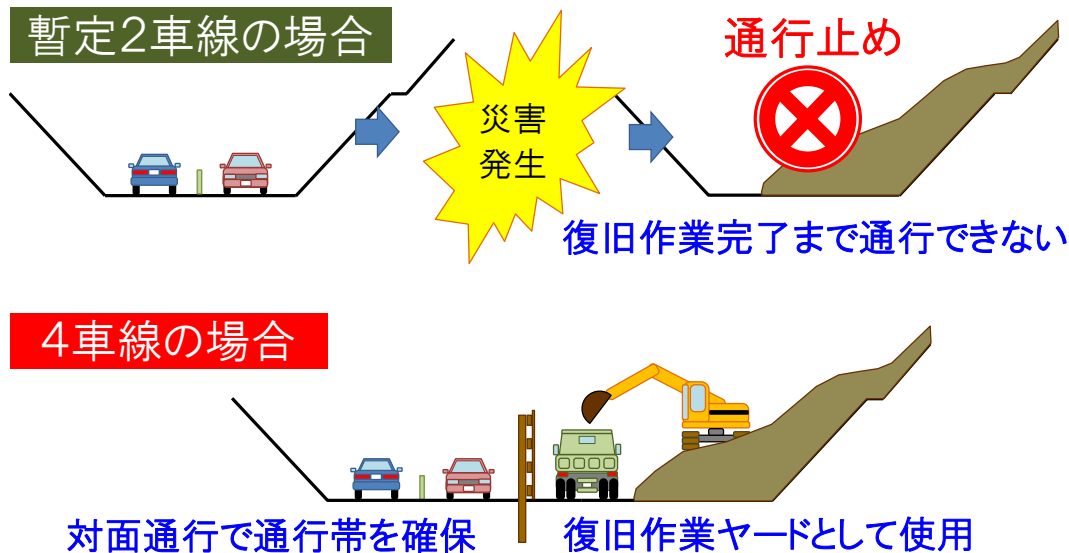 暫定2車線の場合
災害
発生
通行止め
復旧作業完了まで通行できない
4車線の場合
対面通行で通行帯を確保
復旧作業ヤードとして使用